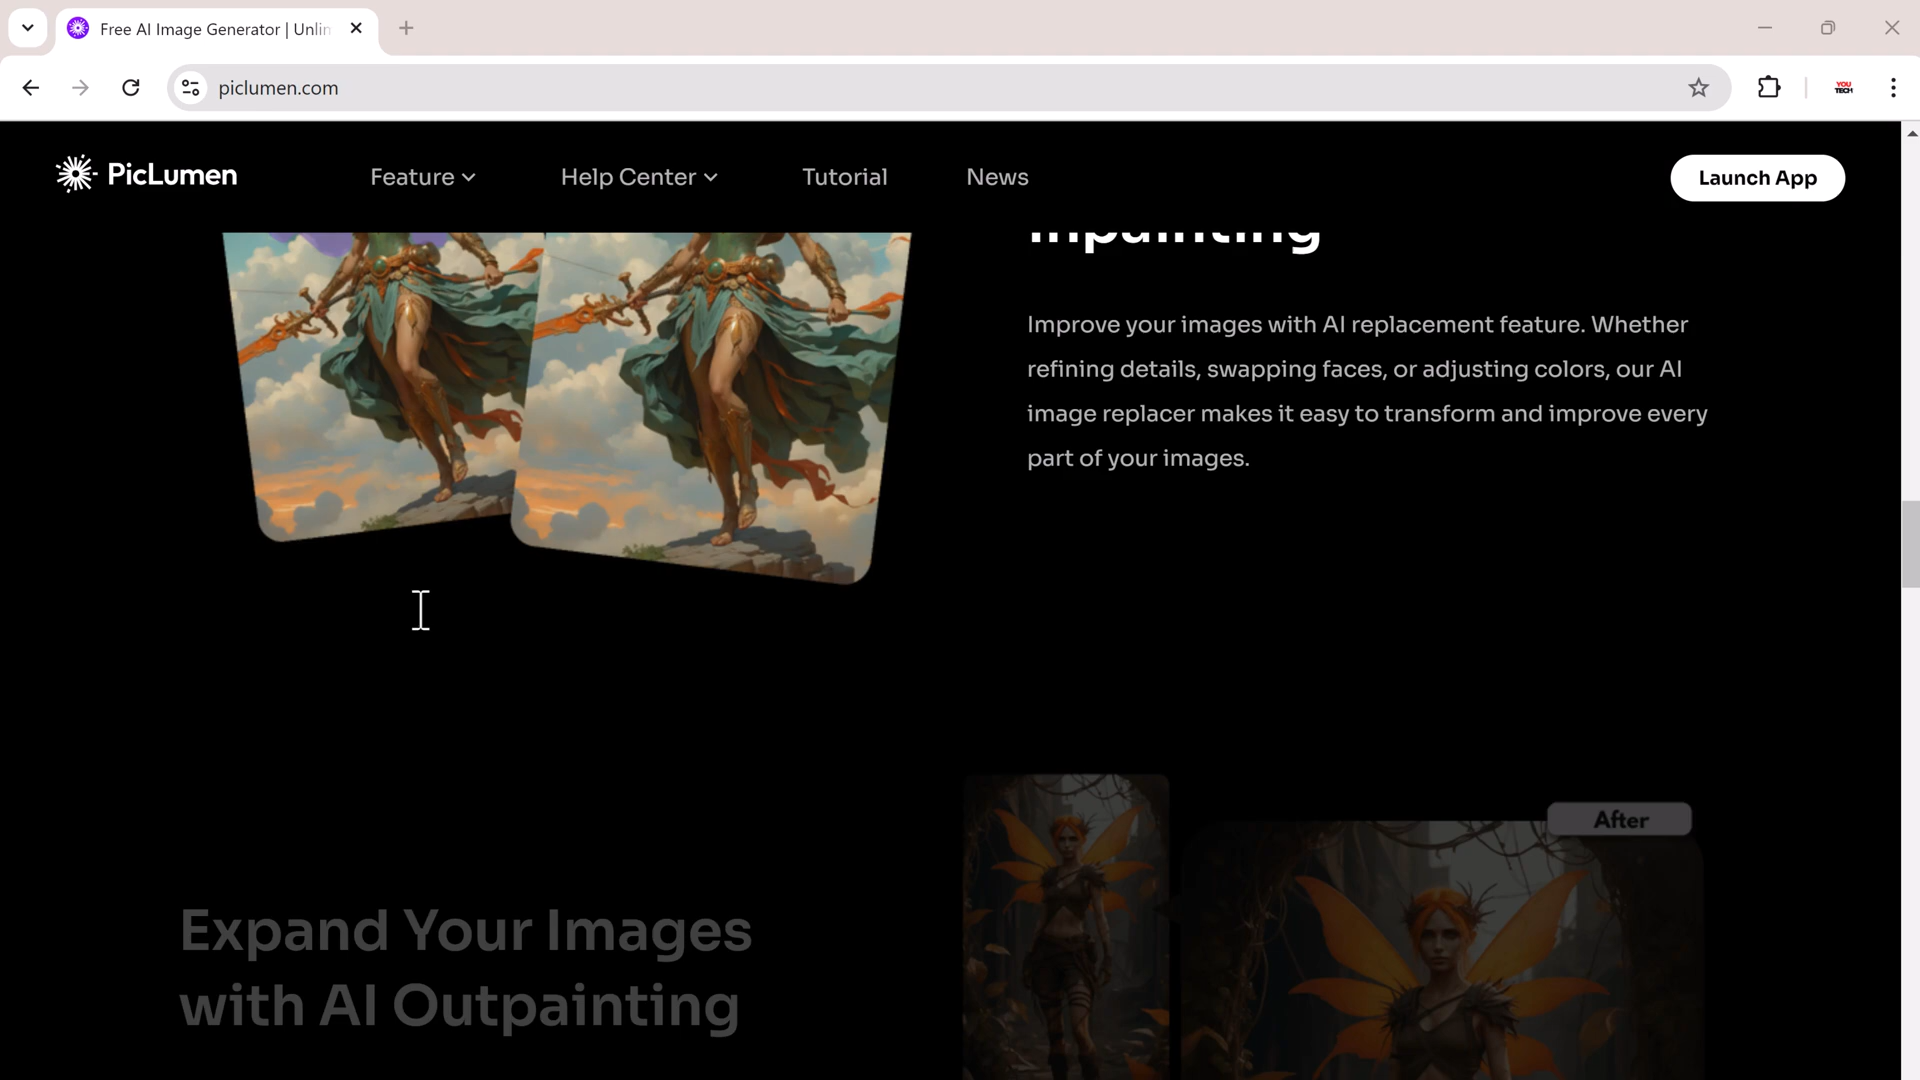 Free AI Image Generator | Unlin
piclumen.com
YOU
TECH
PicLumen
Feature
Help Center
Tutorial
News
Launch App
Inpainting
Improve your images with AI replacement feature. Whether
refining details, swapping faces, or adjusting colors, our AI
image replacer makes it easy to transform and improve every
part of your images.
After
Expand Your Images
with AI Outpainting